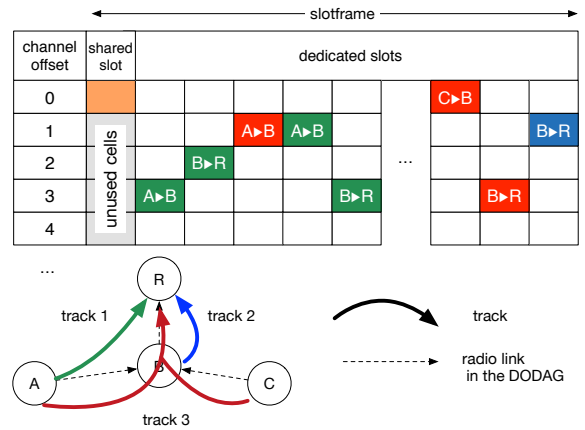 slotframe
channel
offset
shared
slot
dedicated slots
0
C▸B
1
A▸B
A▸B
B▸R
2
B▸R
...
3
A▸B
B▸R
B▸R
4
unused cells
...
R
track 1
track 2
track
A
B
C
radio link
in the DODAG
track 3